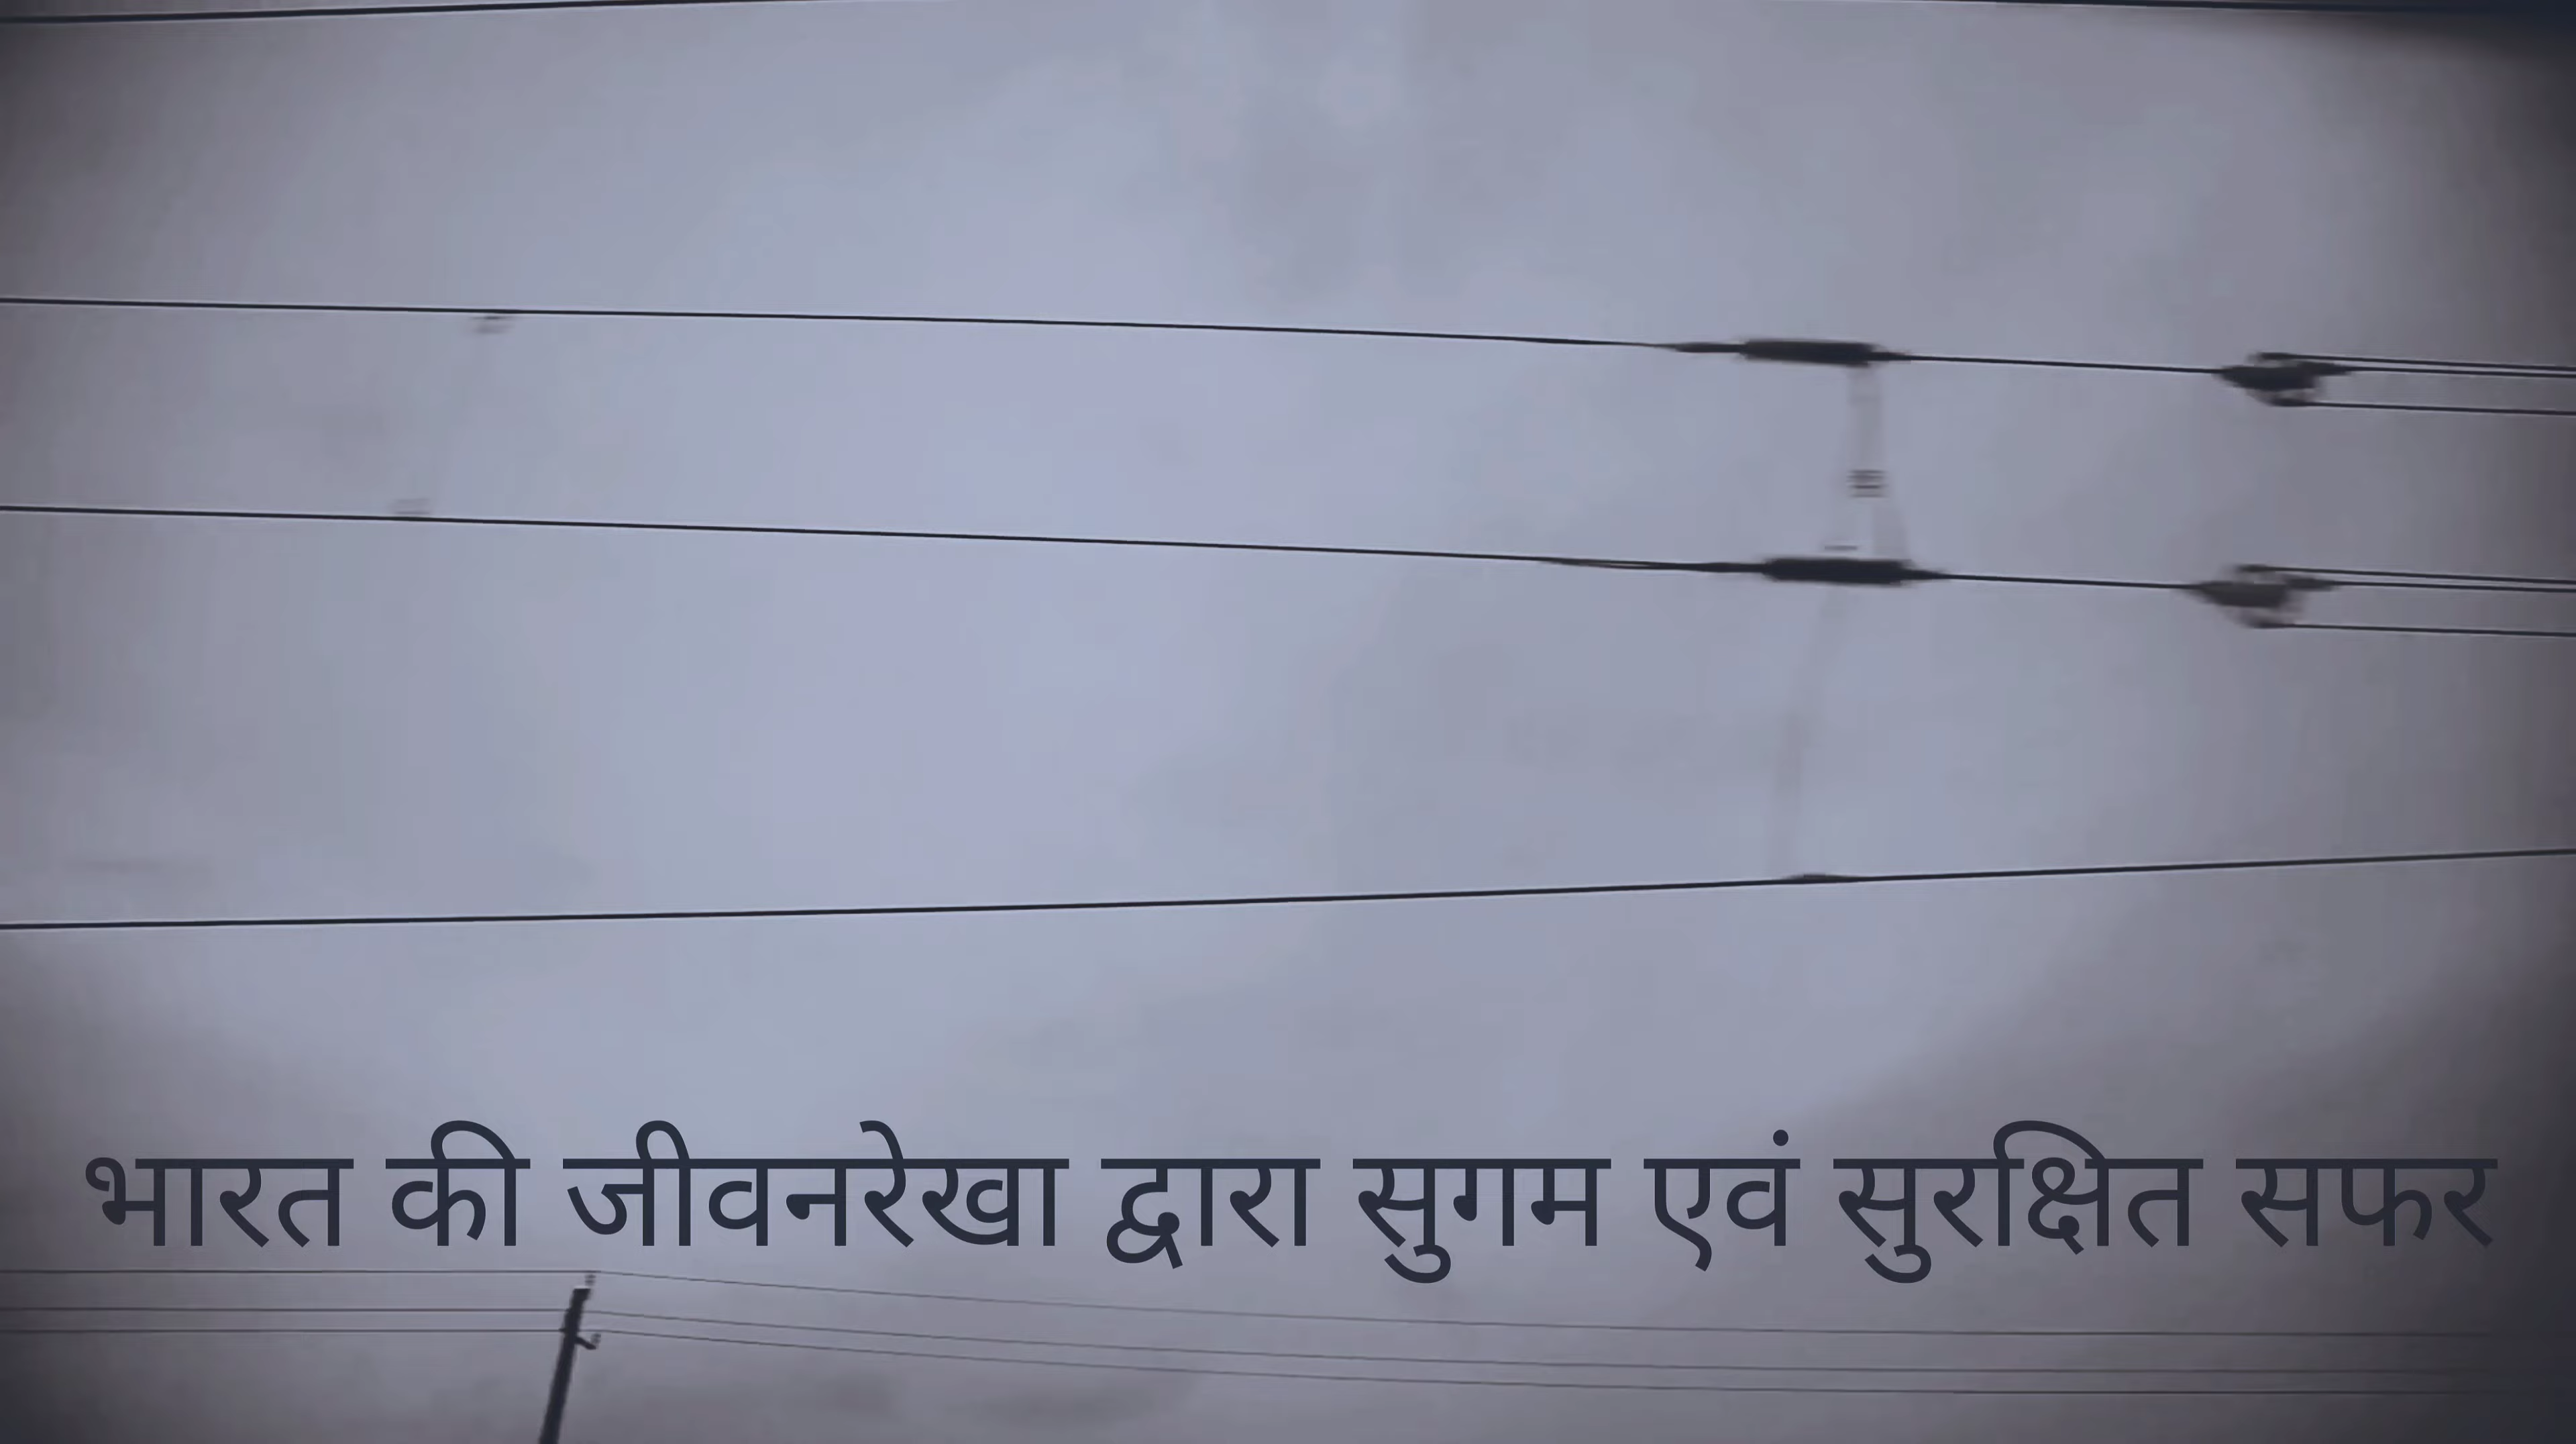 भारत की जीवनरेखा द्वारा सुगम एवं सुरक्षित सफर